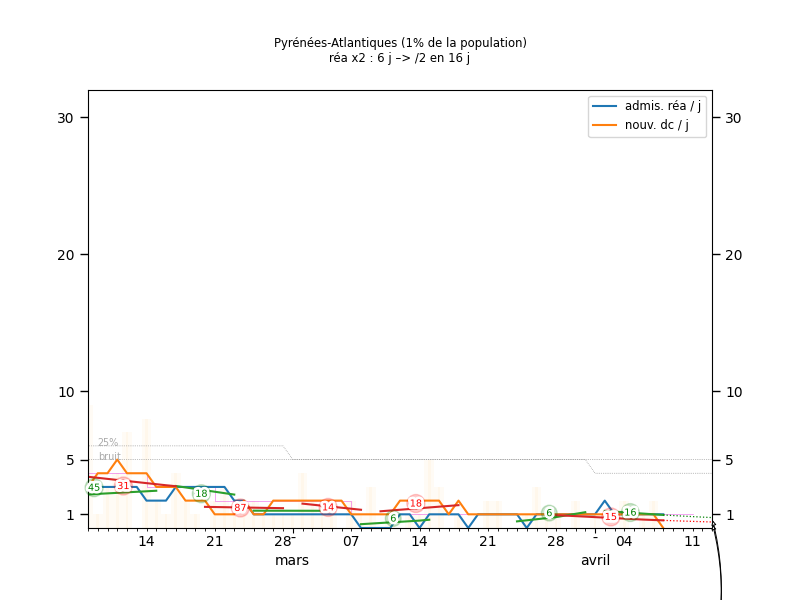 Pyrénées-Atlantiques (1% de la population)
réa x2 : 6 j –> /2 en 16 j
admis. réa / j
nouv. dc / j
30 30
20 20
10 10
5 5
1 1
25%
bruit
45 31 18 87 14 6 18 6 15 16
14 21 28 - 07 14 21 28 - 04 11
mars avril